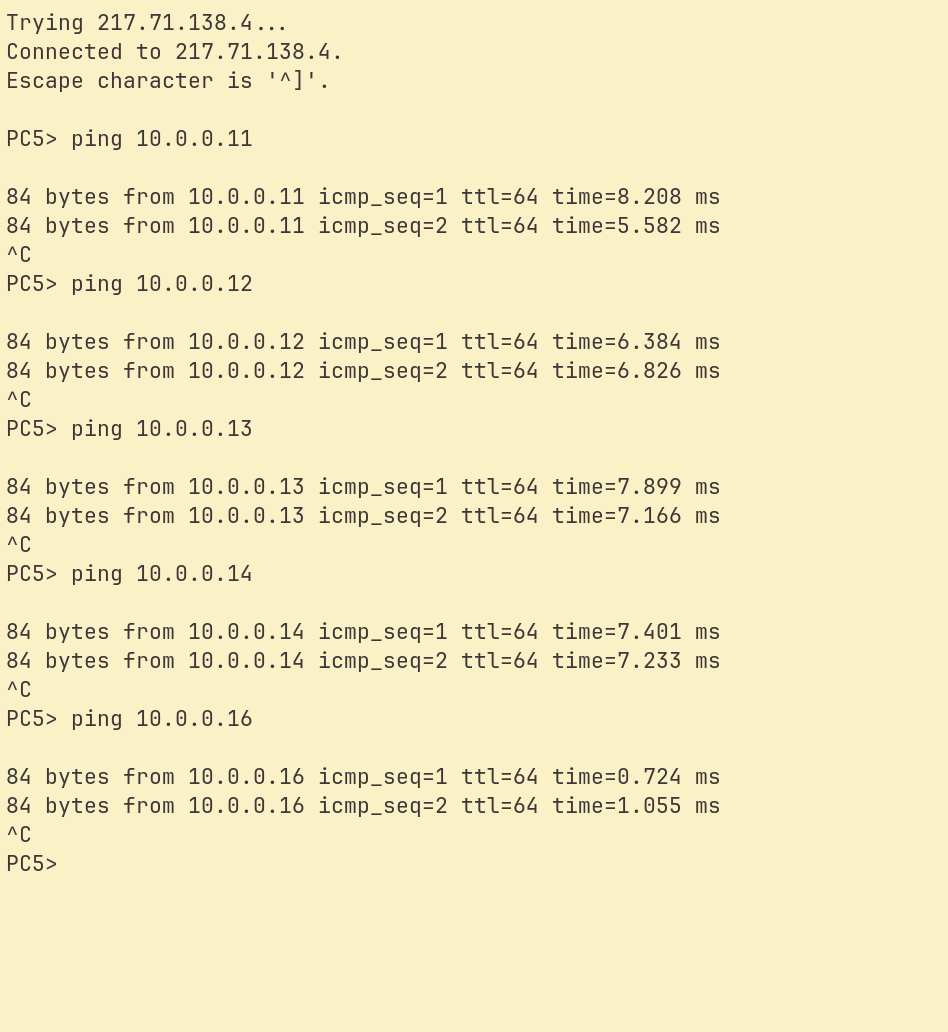 Trying 217.71.138.4...
Connected to 217.71.138.4.
Escape character is '^]'.
PC5> ping 10.0.0.11
84 bytes from 10.0.0.11 icmp_seq=1 ttl=64 time=8.208 ms
84 bytes from 10.0.0.11 icmp_seq=2 ttl=64 time=5.582 ms
^C
PC5> ping 10.0.0.12
84 bytes from 10.0.0.12 icmp_seq=1 ttl=64 time=6.384 ms
84 bytes from 10.0.0.12 icmp_seq=2 ttl=64 time=6.826 ms
^C
PC5> ping 10.0.0.13
84 bytes from 10.0.0.13 icmp_seq=1 ttl=64 time=7.899 ms
84 bytes from 10.0.0.13 icmp_seq=2 ttl=64 time=7.166 ms
^C
PC5> ping 10.0.0.14
84 bytes from 10.0.0.14 icmp_seq=1 ttl=64 time=7.401 ms
84 bytes from 10.0.0.14 icmp_seq=2 ttl=64 time=7.233 ms
^C
PC5> ping 10.0.0.16
84 bytes from 10.0.0.16 icmp_seq=1 ttl=64 time=0.724 ms
84 bytes from 10.0.0.16 icmp_seq=2 ttl=64 time=1.055 ms
^C
PC5>